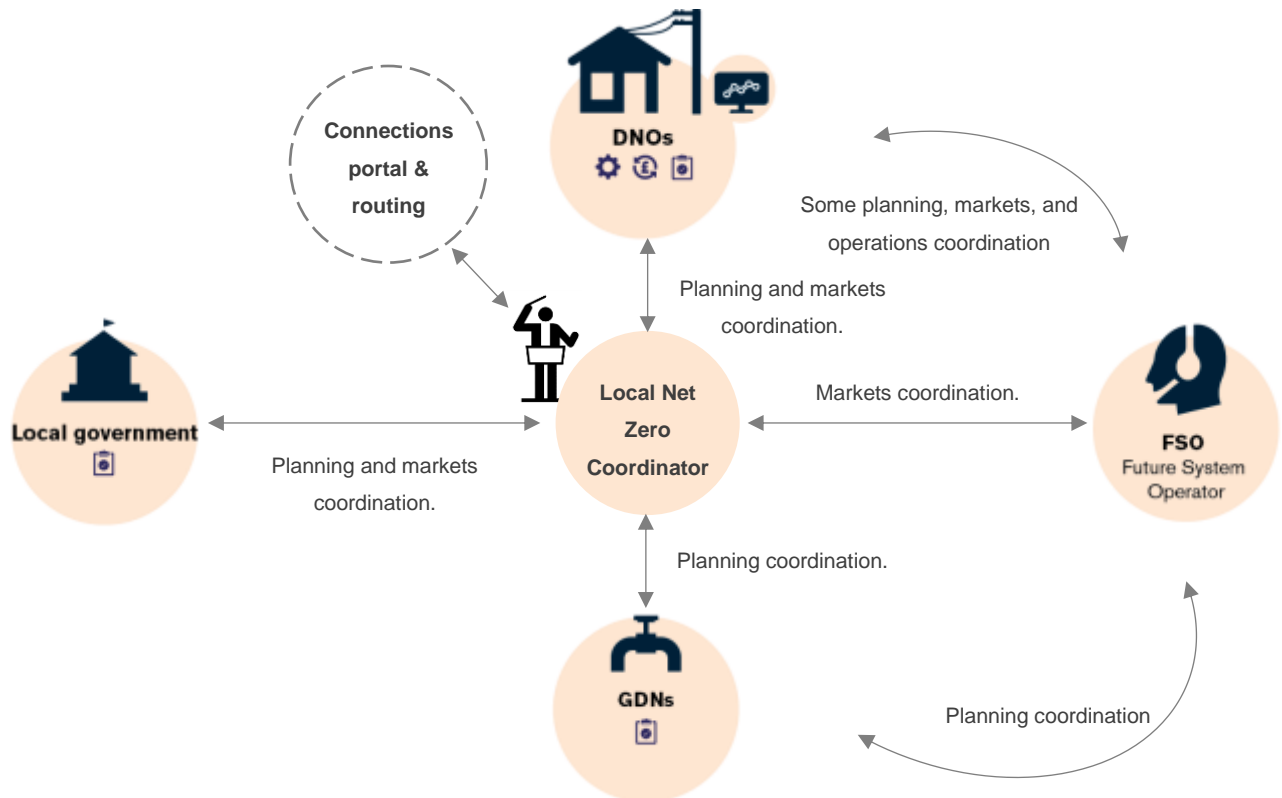 Connections
portal &
routing
DNOs
£
Some planning, markets, and
operations coordination
Planning and markets
coordination.
Local government
Planning and markets
coordination.
Local Net
Zero
Coordinator
Markets coordination.
FSO
Future System
Operator
Planning coordination.
GDNs
Planning coordination